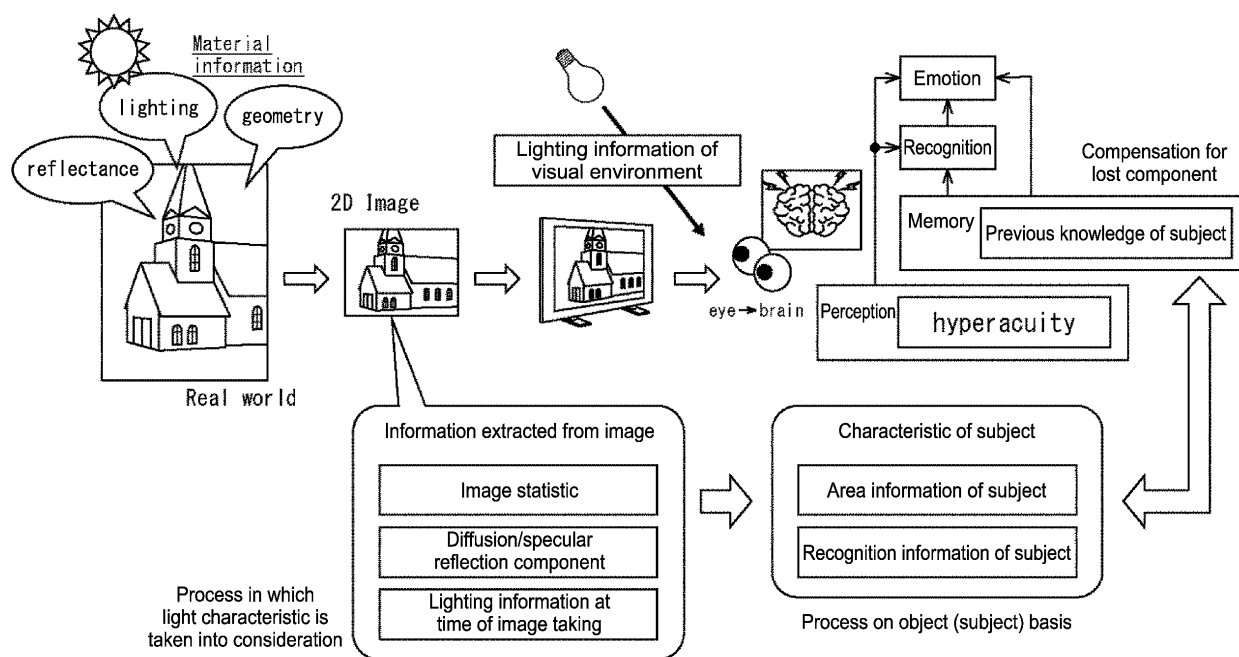 Material
information
lighting
geometry
reflectance
Real world
2D Image
Lighting information of
visual environment
eye→brain
Emotion
Recognition
Compensation for
lost component
Memory
Previous knowledge of subject
Perception
hyperacuity
Information extracted from image
Image statistic
Diffusion/specular
reflection component
Lighting information at
time of image taking
Process in which
light characteristic is
taken into consideration
Characteristic of subject
Area information of subject
Recognition information of subject
Process on object (subject) basis